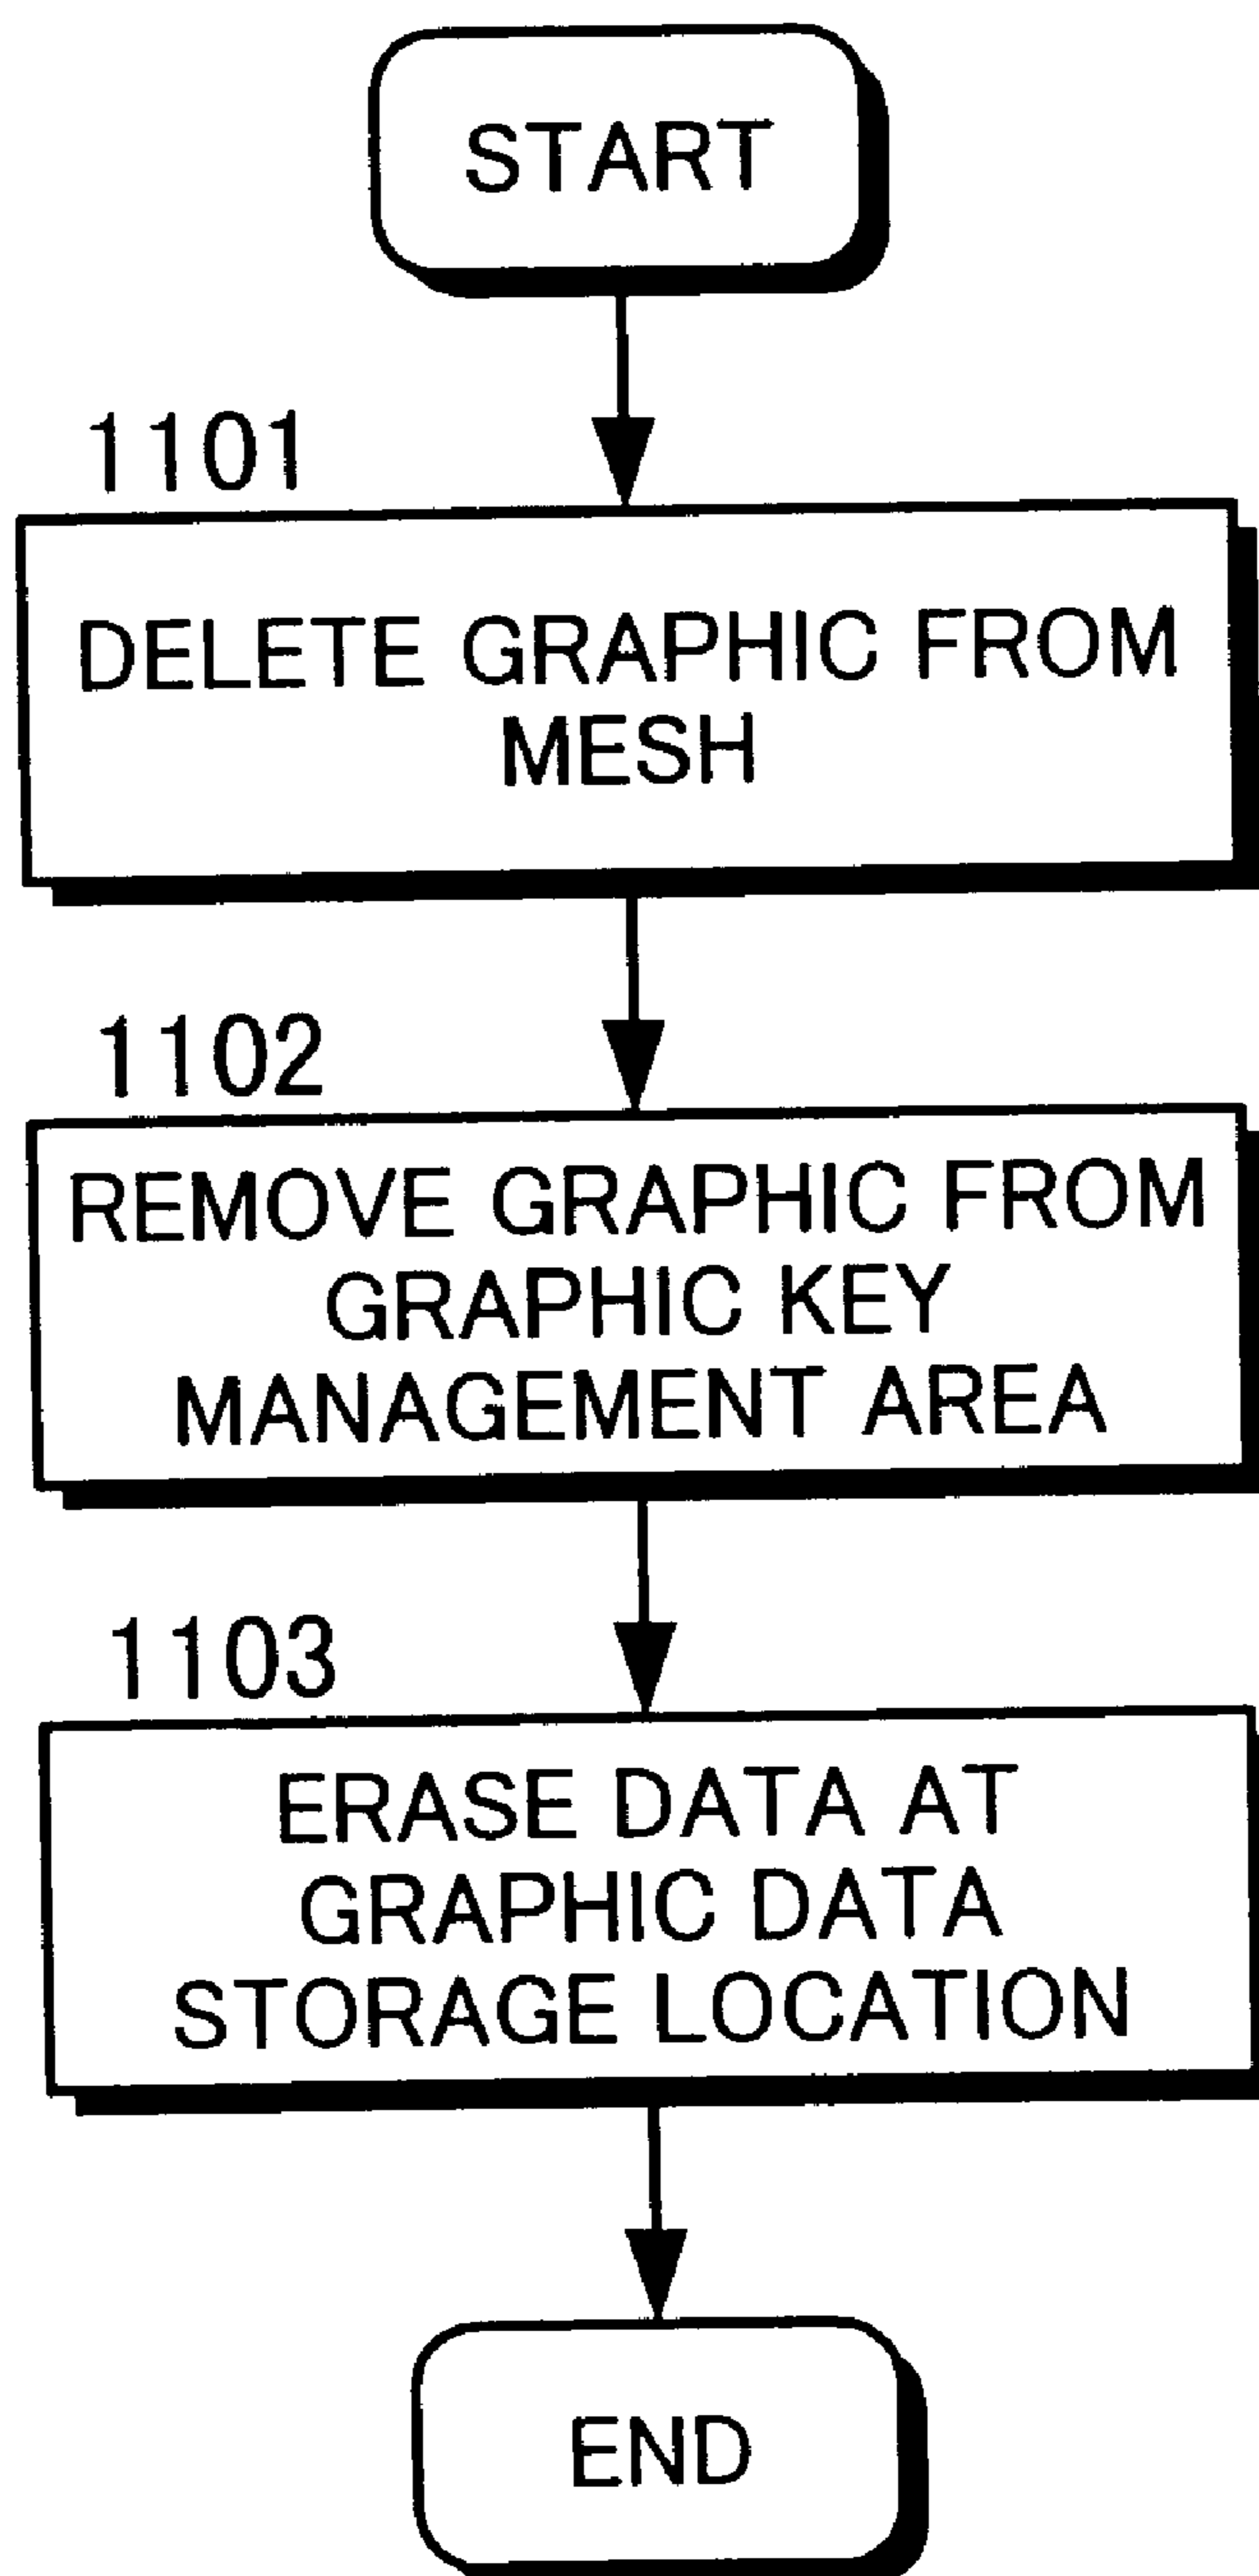 START
1101
DELETE GRAPHIC FROM
MESH
1102
REMOVE GRAPHIC FROM
GRAPHIC KEY
MANAGEMENT AREA
1103
ERASE DATA AT
GRAPHIC DATA
STORAGE LOCATION
END